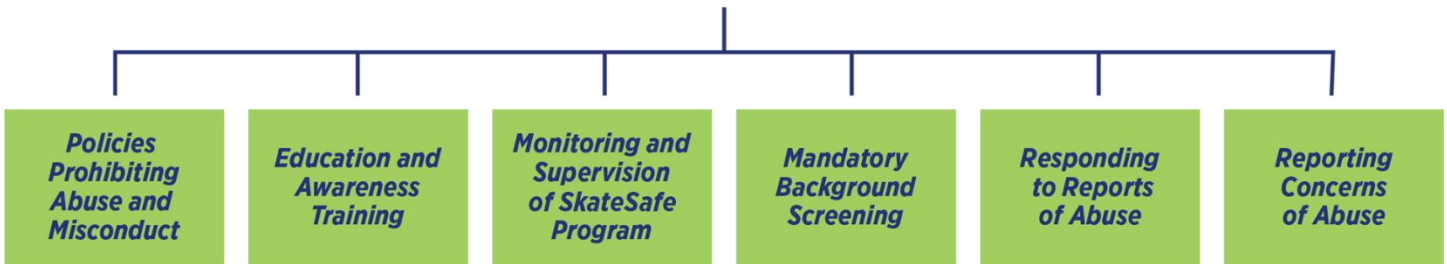 Policies
Prohibiting
Abuse and
Misconduct
Education and
Awareness
Training
Monitoring and
Supervision
of SkateSafe
Program
Mandatory
Background
Screening
Responding
to Reports
of Abuse
Reporting
Concerns
of Abuse